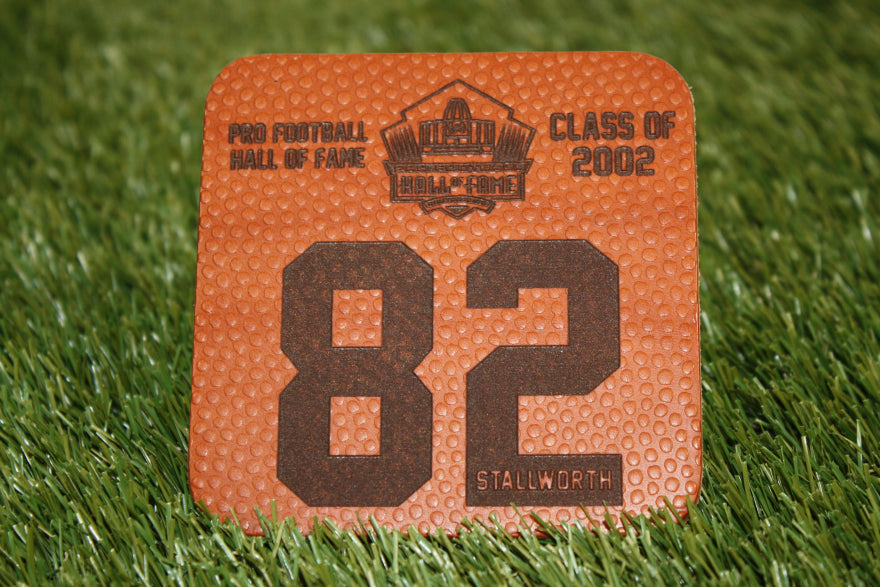 PRO FOOTBALL
HALL OF FAME
HALL OF FAME
CLASS OF
2002
82
STALLWORTH